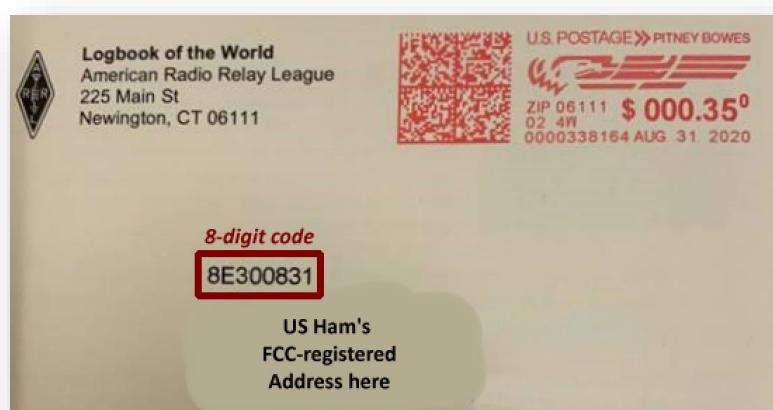 Logbook of the World
American Radio Relay League
225 Main St
Newington, CT 06111
U.S. POSTAGE>> PITNEY BOWES
ZIP 06111 $ 000.35⁰
02 4W
0000338164 AUG 31 2020
8-digit code
8E300831
US Ham's
FCC-registered
Address here